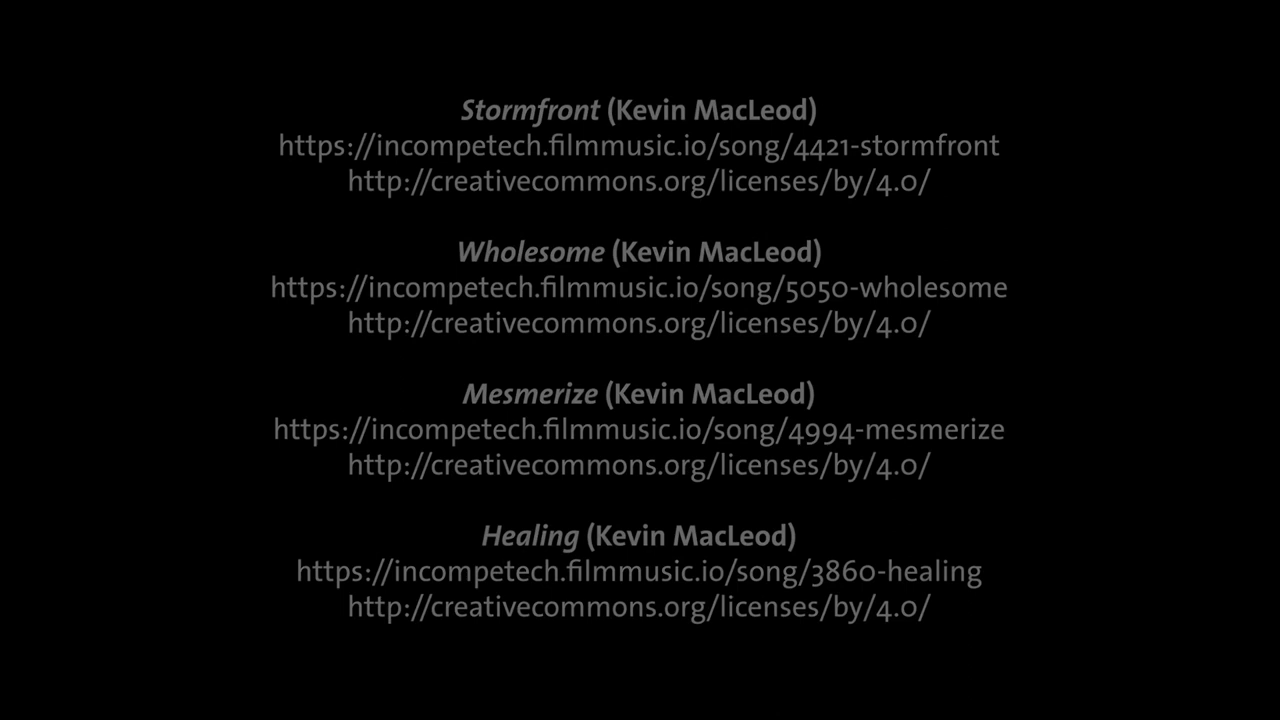 Stormfront (Kevin MacLeod)
https://incompetech.filmmusic.io/song/4421-stormfront
http://creativecommons.org/licenses/by/4.0/
Wholesome (Kevin MacLeod)
https://incompetech.filmmusic.io/song/5050-wholesome
http://creativecommons.org/licenses/by/4.0/
Mesmerize (Kevin MacLeod)
https://incompetech.filmmusic.io/song/4994-mesmerize
http://creativecommons.org/licenses/by/4.0/
Healing (Kevin MacLeod)
https://incompetech.filmmusic.io/song/3860-healing
http://creativecommons.org/licenses/by/4.0/